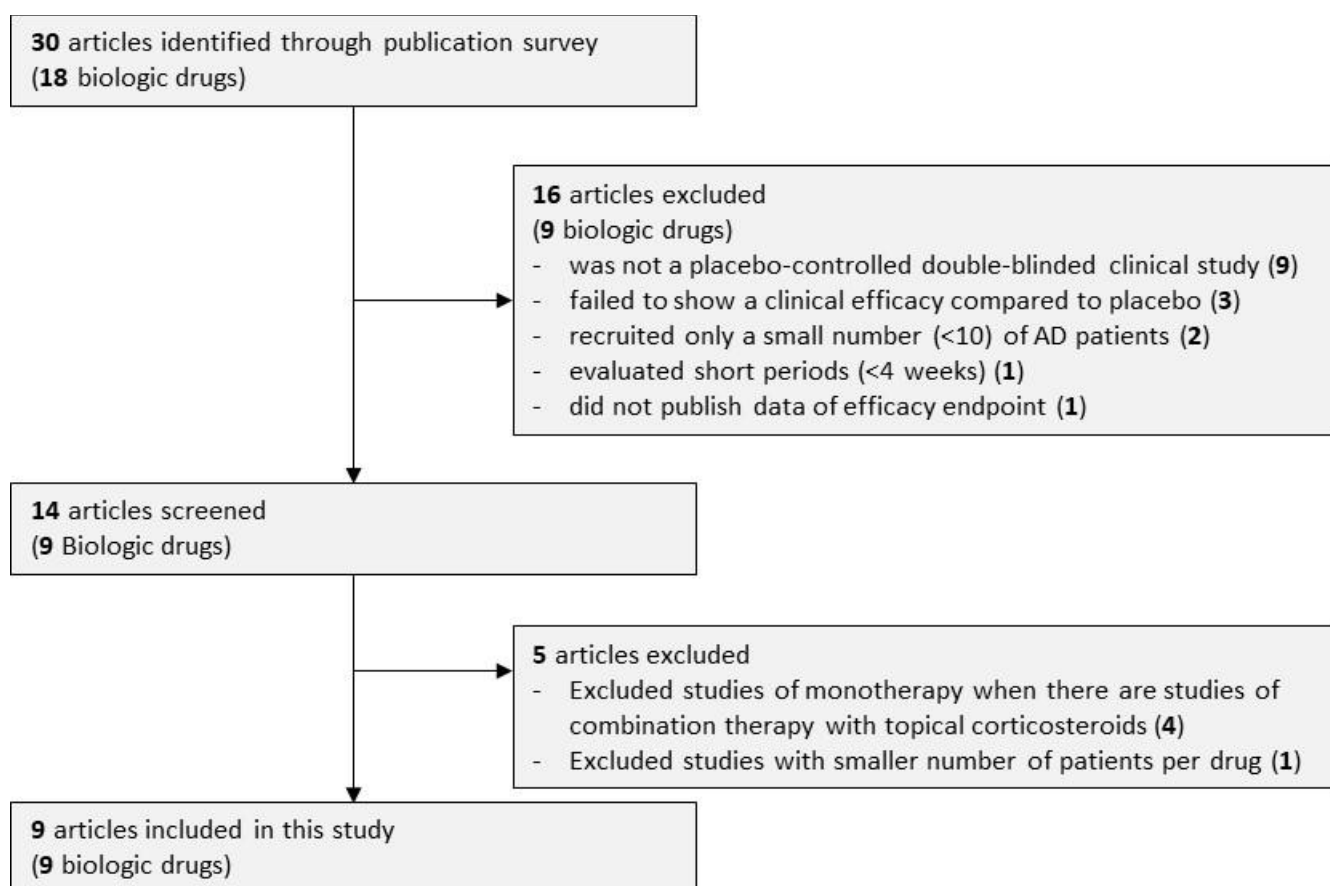 30 articles identified through publication survey
(18 biologic drugs)
16 articles excluded
(9 biologic drugs)
- was not a placebo-controlled double-blinded clinical study (9)
- failed to show a clinical efficacy compared to placebo (3)
- recruited only a small number (<10) of AD patients (2)
- evaluated short periods (<4 weeks) (1)
- did not publish data of efficacy endpoint (1)
14 articles screened
(9 Biologic drugs)
5 articles excluded
- Excluded studies of monotherapy when there are studies of
combination therapy with topical corticosteroids (4)
- Excluded studies with smaller number of patients per drug (1)
9 articles included in this study
(9 biologic drugs)